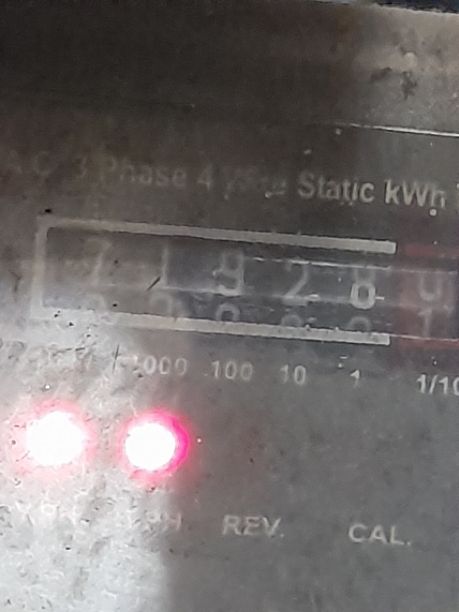 A.C. 3 Phase 4 Wire Static kWh
7 1 9 2 8 0
1000 100 10 1 1/10
REV. CAL.